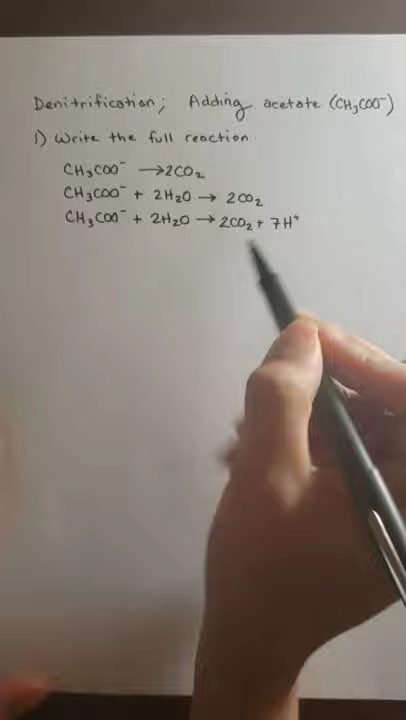 Denitrification; Adding acetate (CH₃COO⁻)
1) Write the full reaction.
CH₃COO⁻ → 2CO₂
CH₃COO⁻ + 2H₂O → 2CO₂
CH₃COO⁻ + 2H₂O → 2CO₂ + 7H⁺